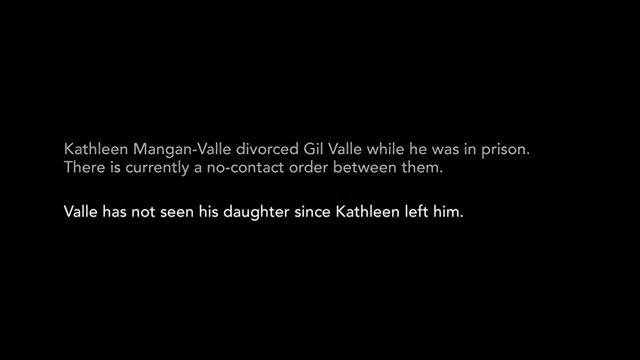 Kathleen Mangan-Valle divorced Gil Valle while he was in prison.
There is currently a no-contact order between them.
Valle has not seen his daughter since Kathleen left him.